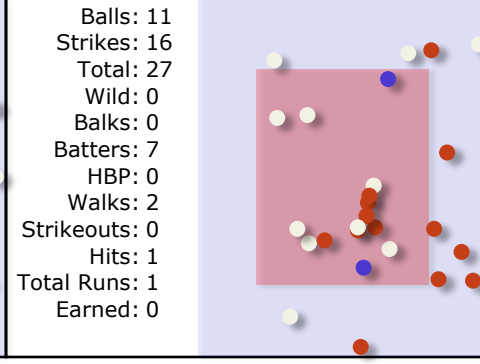 Balls: 11
Strikes: 16
Total: 27
Wild: 0
Balks: 0
Batters: 7
HBP: 0
Walks: 2
Strikeouts: 0
Hits: 1
Total Runs: 1
Earned: 0